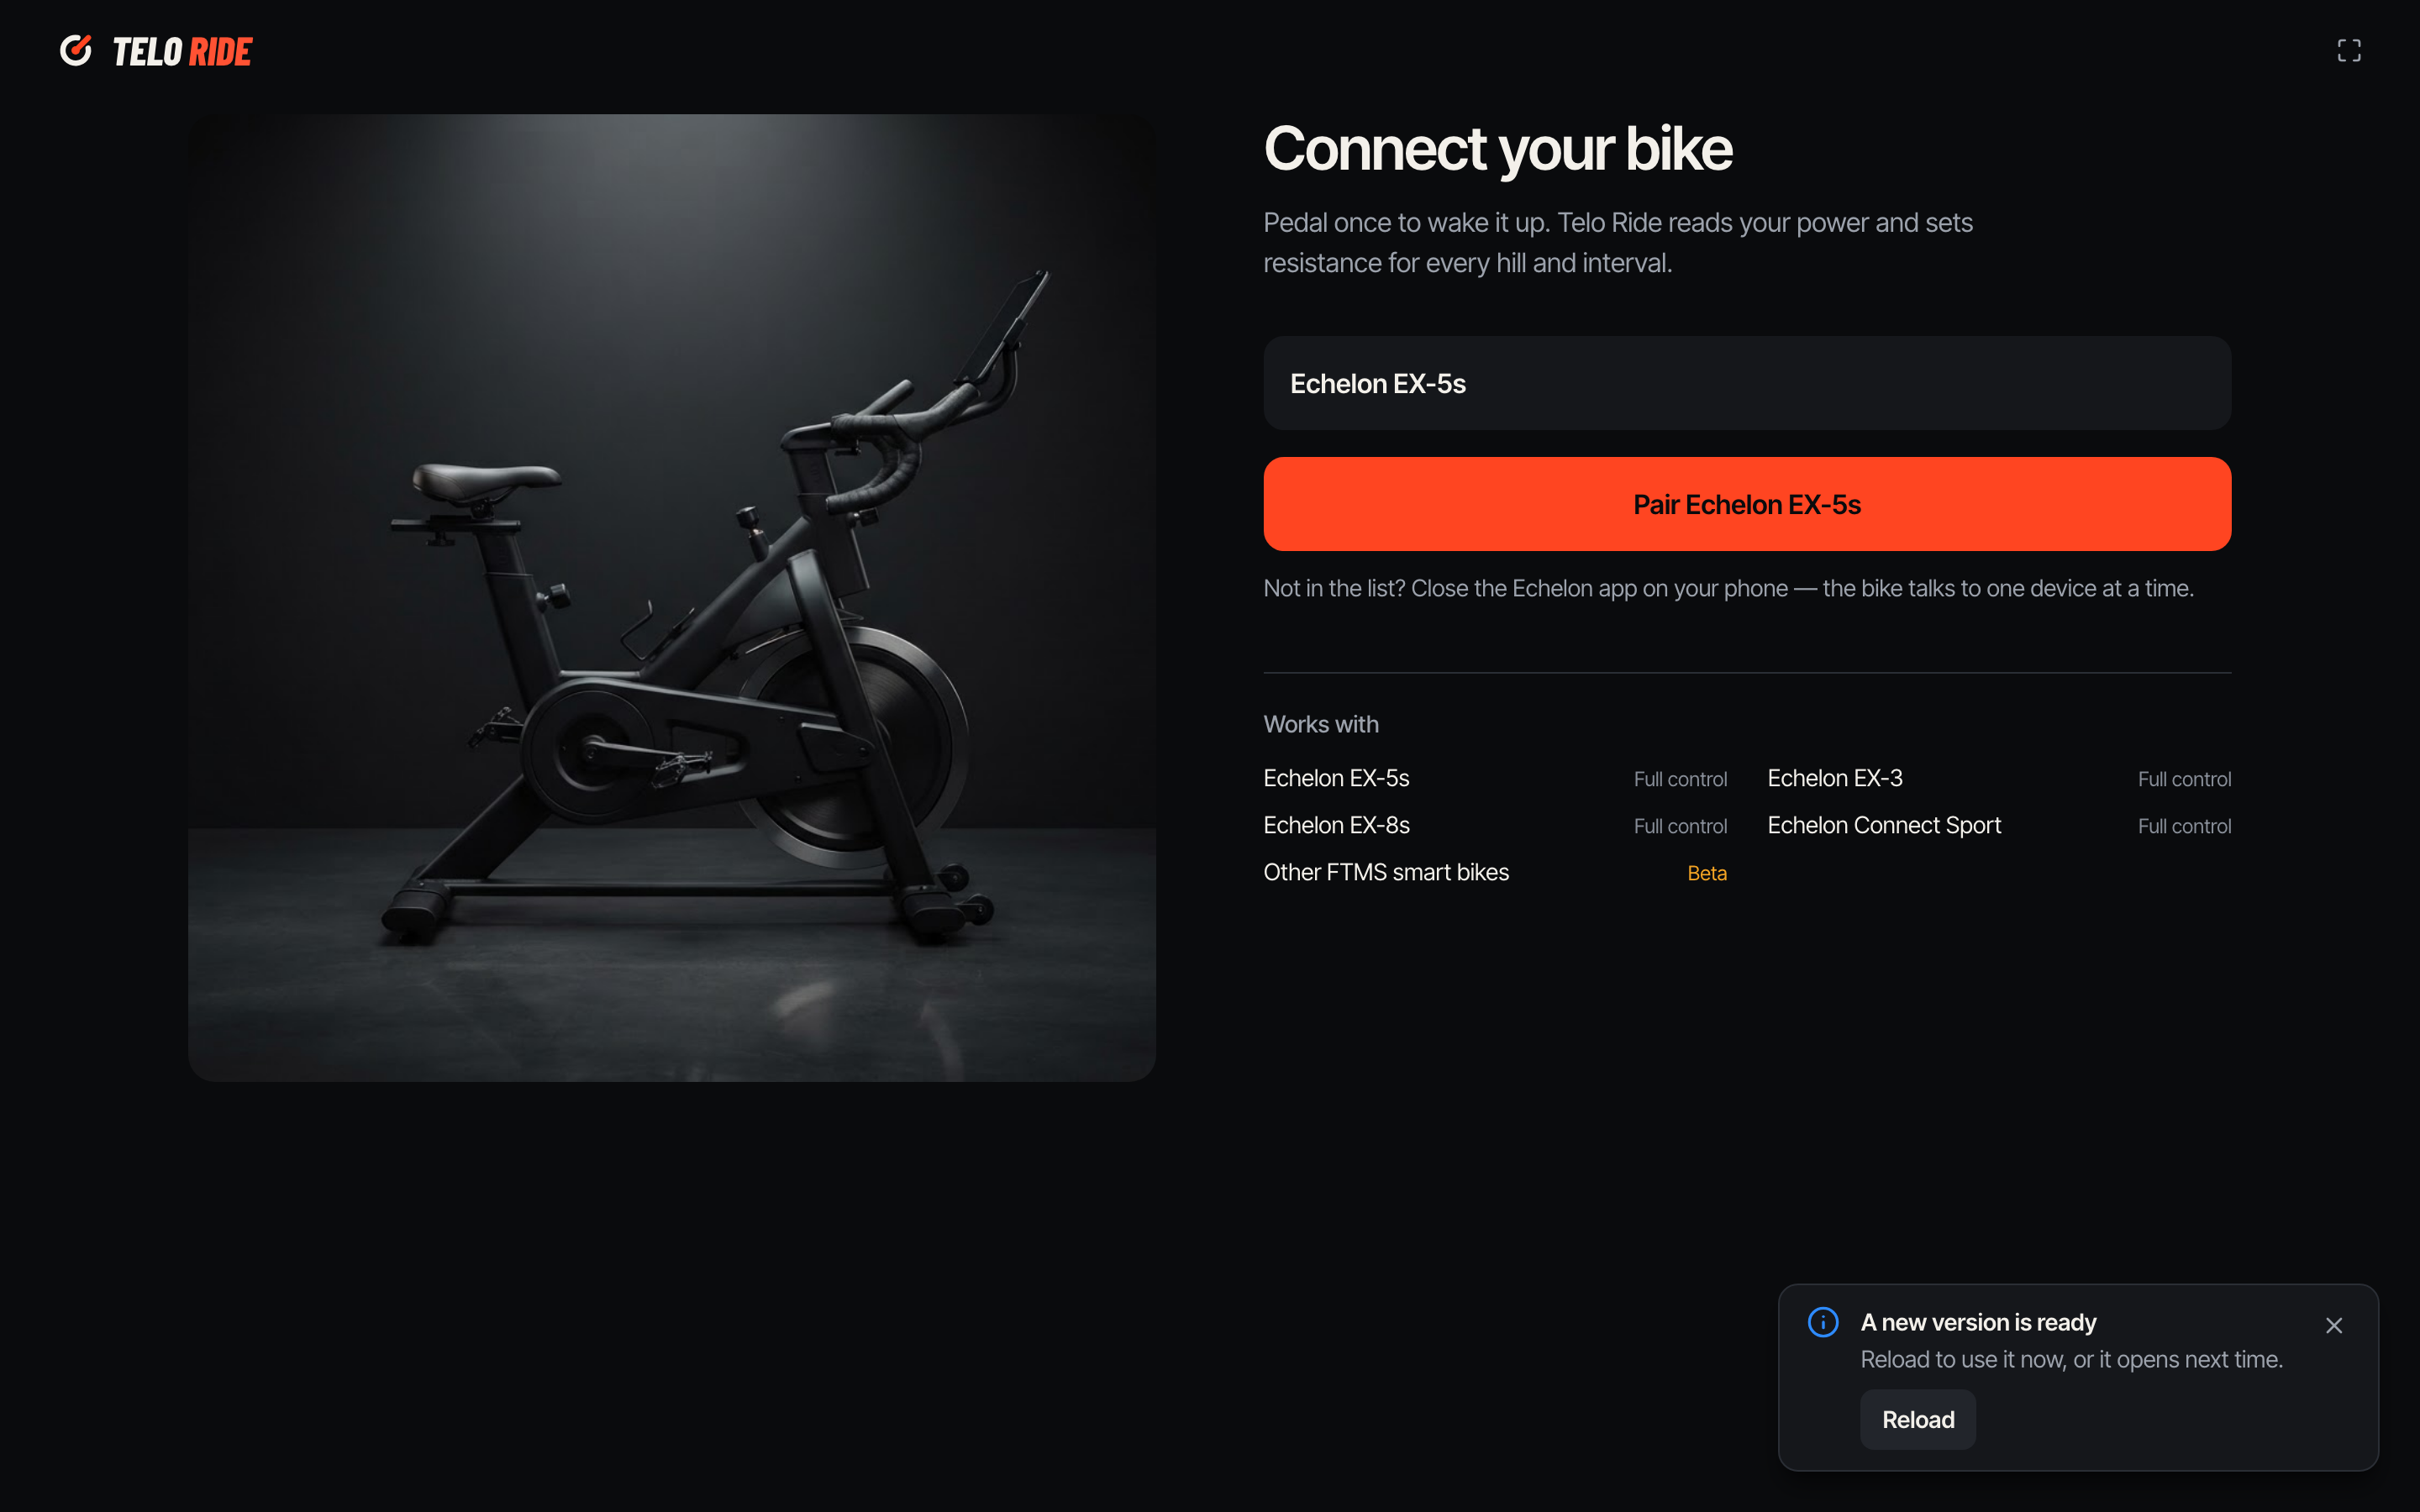 TELO RIDE
Connect your bike
Pedal once to wake it up. Telo Ride reads your power and sets
resistance for every hill and interval.
Echelon EX-5s
Pair Echelon EX-5s
Not in the list? Close the Echelon app on your phone — the bike talks to one device at a time.
Works with
Echelon EX-5s Full control Echelon EX-3 Full control
Echelon EX-8s Full control Echelon Connect Sport Full control
Other FTMS smart bikes Beta
A new version is ready
Reload to use it now, or it opens next time.
Reload